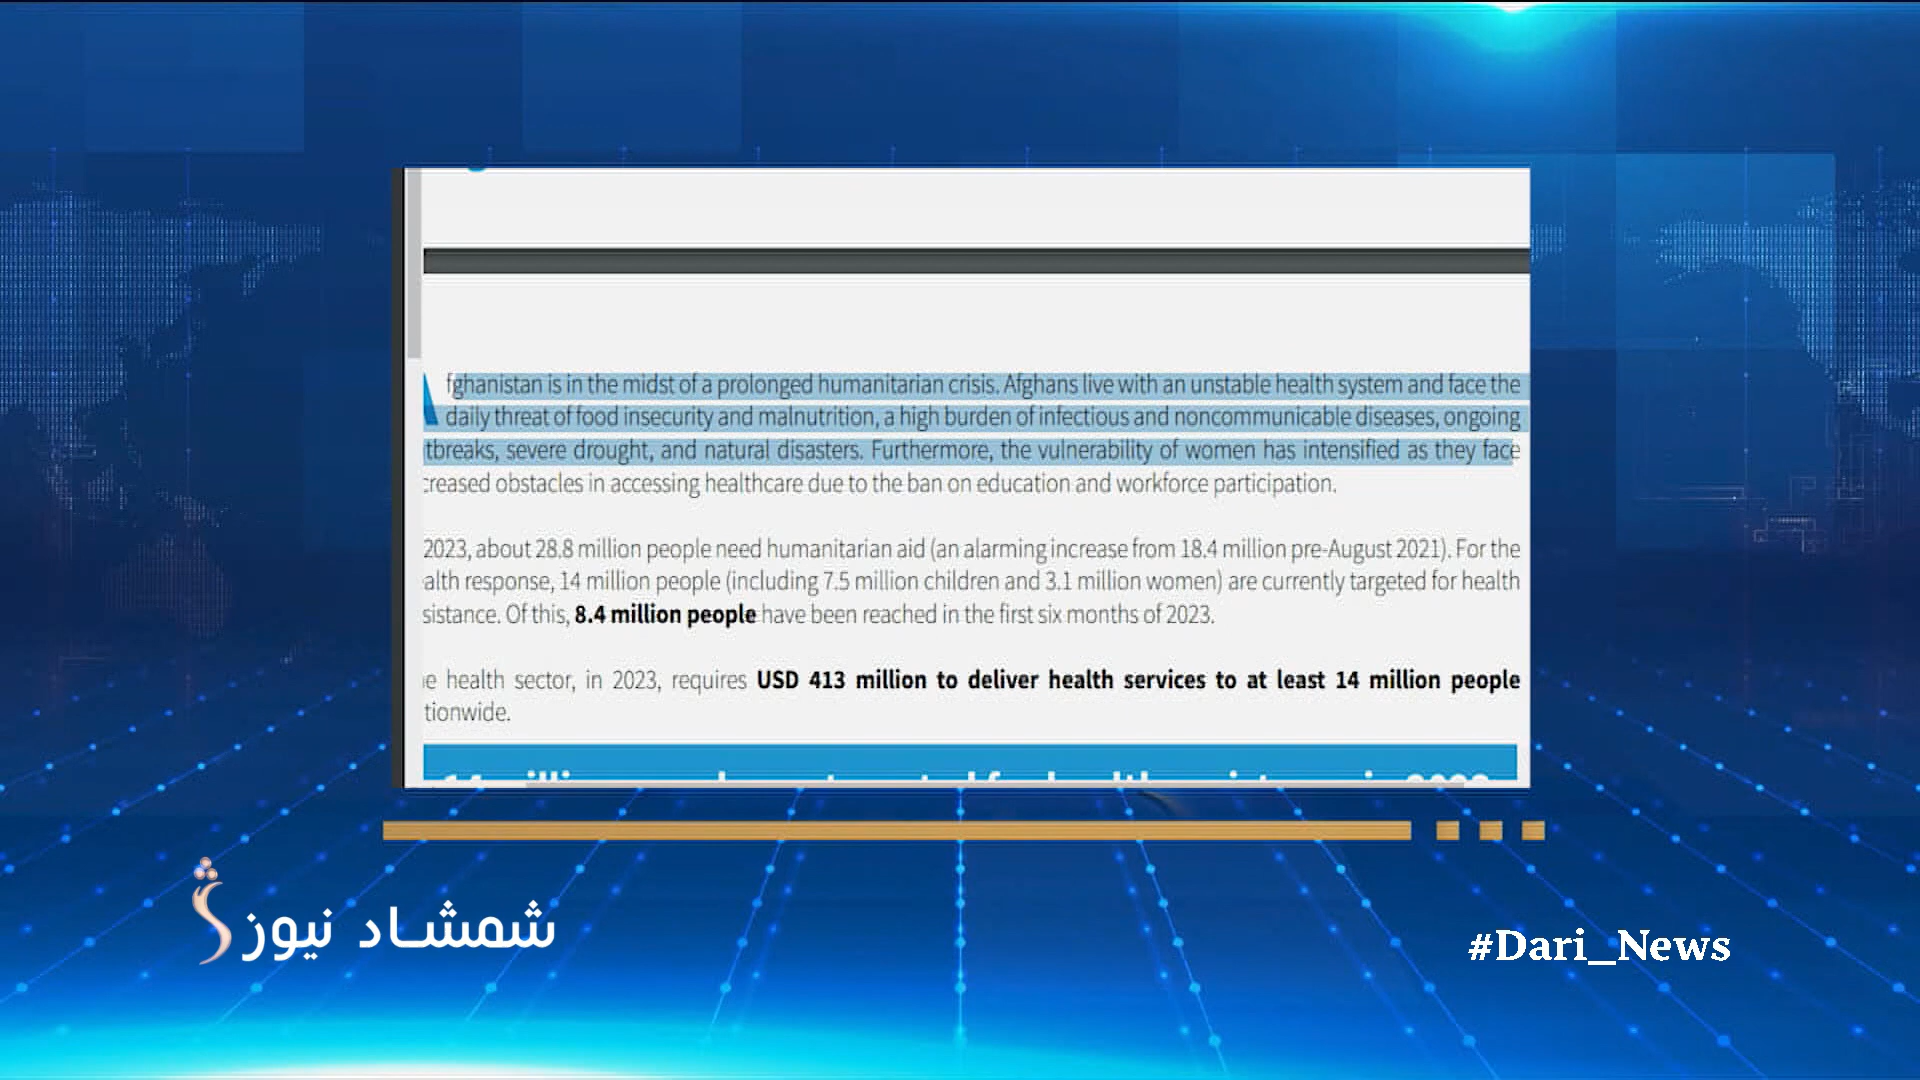 Afghanistan is in the midst of a prolonged humanitarian crisis. Afghans live with an unstable health system and face the
daily threat of food insecurity and malnutrition, a high burden of infectious and noncommunicable diseases, ongoing
tbreaks, severe drought, and natural disasters. Furthermore, the vulnerability of women has intensified as they face
creased obstacles in accessing healthcare due to the ban on education and workforce participation.
2023, about 28.8 million people need humanitarian aid (an alarming increase from 18.4 million pre-August 2021). For the
alth response, 14 million people (including 7.5 million children and 3.1 million women) are currently targeted for health
sistance. Of this, 8.4 million people have been reached in the first six months of 2023.
e health sector, in 2023, requires USD 413 million to deliver health services to at least 14 million people
tionwide.
شمشاد نیوز
#Dari_News